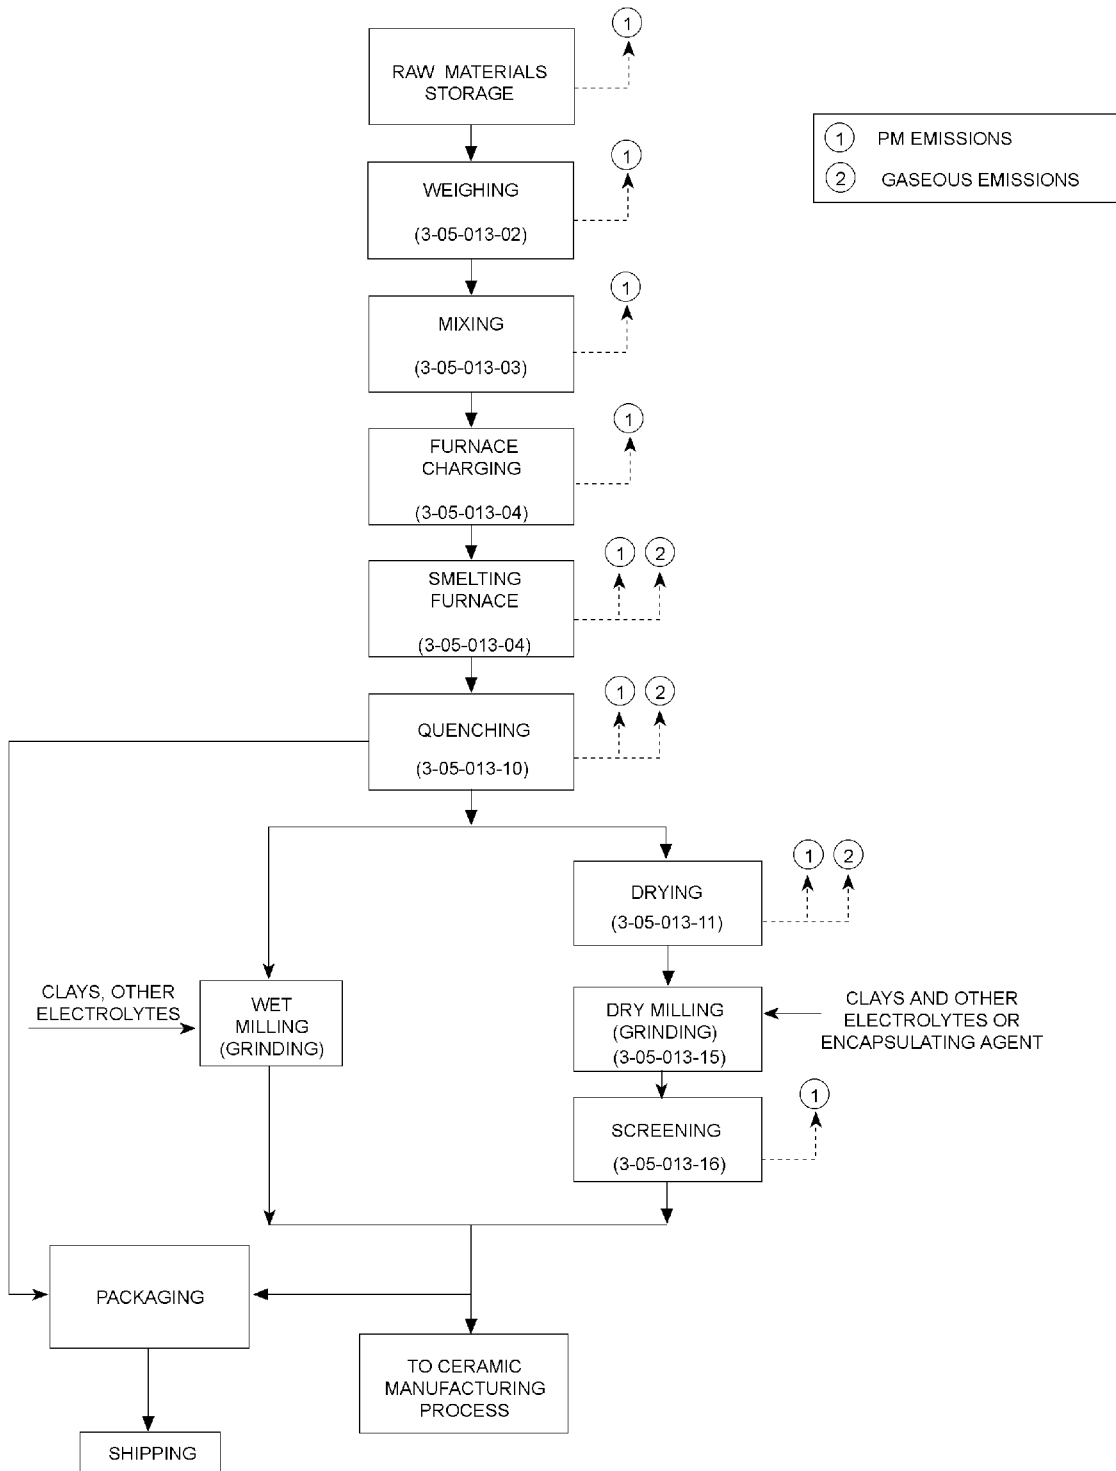 1
RAW MATERIALS
STORAGE
1 PM EMISSIONS
2 GASEOUS EMISSIONS
1
WEIGHING
(3-05-013-02)
1
MIXING
(3-05-013-03)
1
FURNACE
CHARGING
(3-05-013-04)
1 2
SMELTING
FURNACE
(3-05-013-04)
1 2
QUENCHING
(3-05-013-10)
1 2
DRYING
(3-05-013-11)
CLAYS, OTHER
ELECTROLYTES
WET
MILLING
(GRINDING)
DRY MILLING
(GRINDING)
(3-05-013-15)
CLAYS AND OTHER
ELECTROLYTES OR
ENCAPSULATING AGENT
1
SCREENING
(3-05-013-16)
PACKAGING
TO CERAMIC
MANUFACTURING
PROCESS
SHIPPING